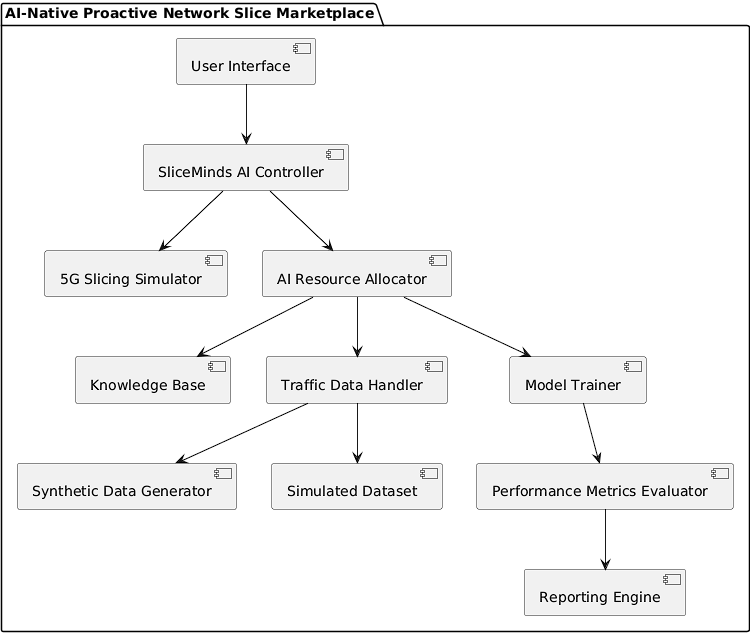 AI-Native Proactive Network Slice Marketplace
User Interface
SliceMinds AI Controller
5G Slicing Simulator
AI Resource Allocator
Knowledge Base
Traffic Data Handler
Model Trainer
Synthetic Data Generator
Simulated Dataset
Performance Metrics Evaluator
Reporting Engine